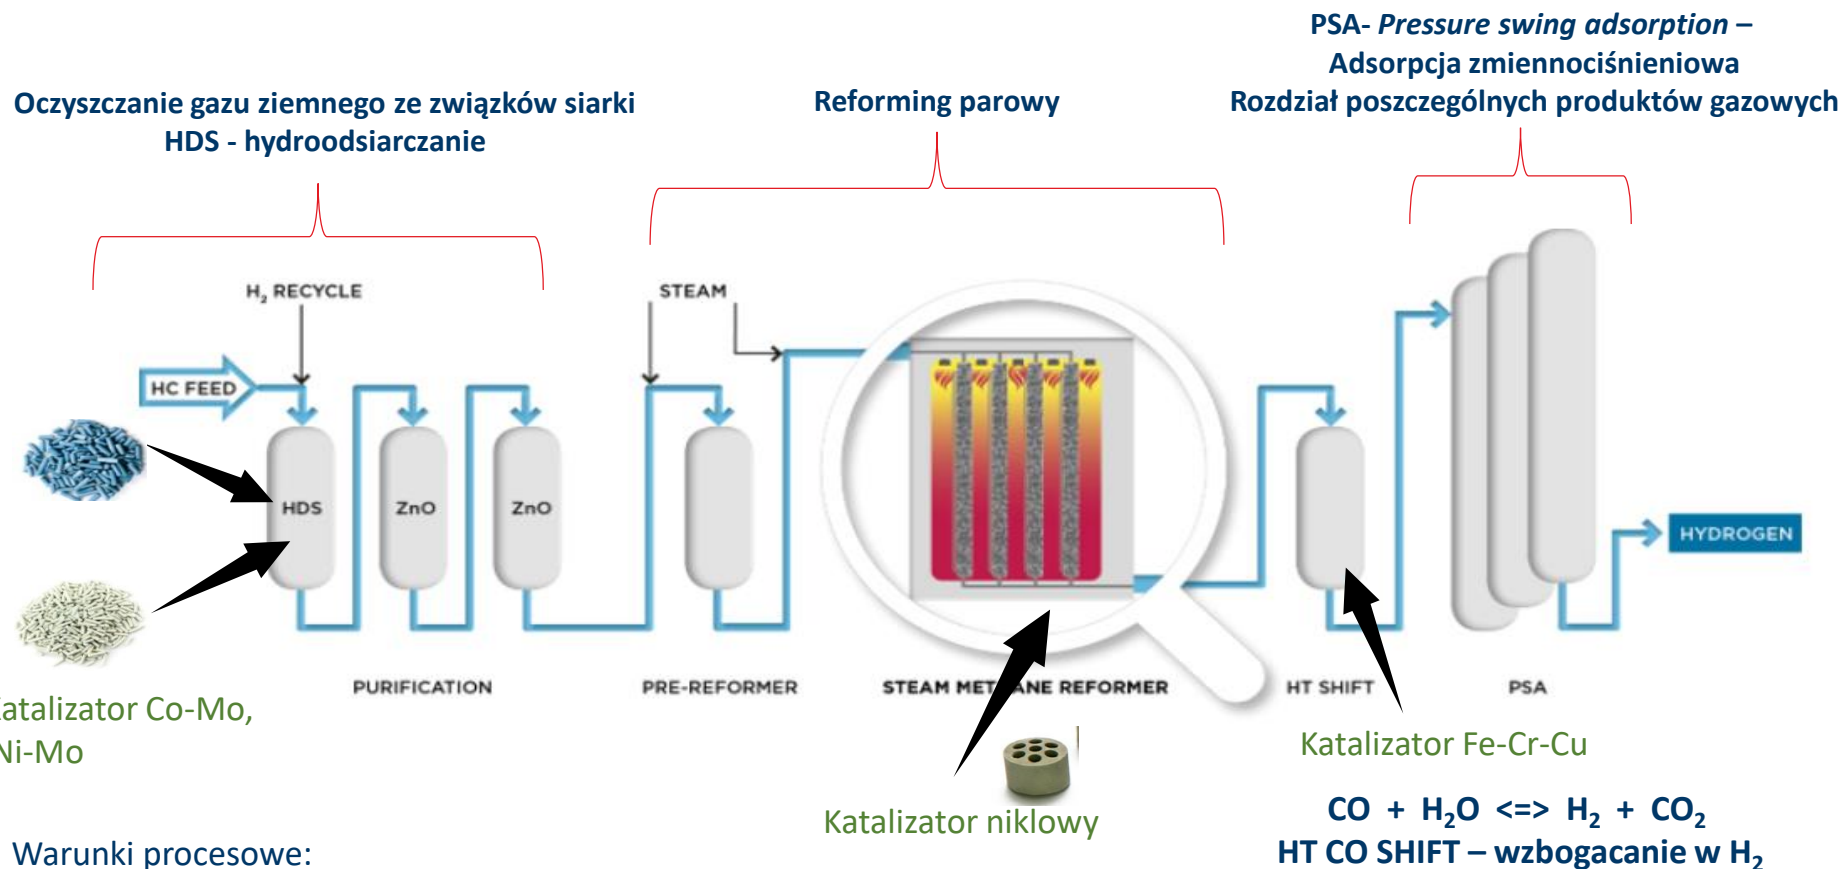 PSA- Pressure swing adsorption –
Adsorpcja zmiennociśnieniowa
Rozdział poszczególnych produktów gazowych
Oczyszczanie gazu ziemnego ze związków siarki
HDS - hydroodsiarczanie
Reforming parowy
H₂ RECYCLE
STEAM
HC FEED
HDS
ZnO
ZnO
HYDROGEN
PURIFICATION
PRE-REFORMER
STEAM METHANE REFORMER
HT SHIFT
PSA
Katalizator Co-Mo,
Ni-Mo
Katalizator niklowy
Katalizator Fe-Cr-Cu
CO + H₂O <=> H₂ + CO₂
HT CO SHIFT – wzbogacanie w H₂
Warunki procesowe: